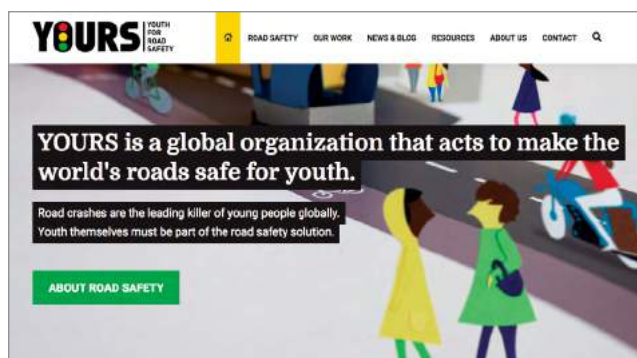 YOURS
YOUTH
FOR
ROAD
SAFETY
ROAD SAFETY OUR WORK NEWS & BLOG RESOURCES ABOUT US CONTACT
YOURS is a global organization that acts to make the
world's roads safe for youth.
Road crashes are the leading killer of young people globally.
Youth themselves must be part of the road safety solution.
ABOUT ROAD SAFETY